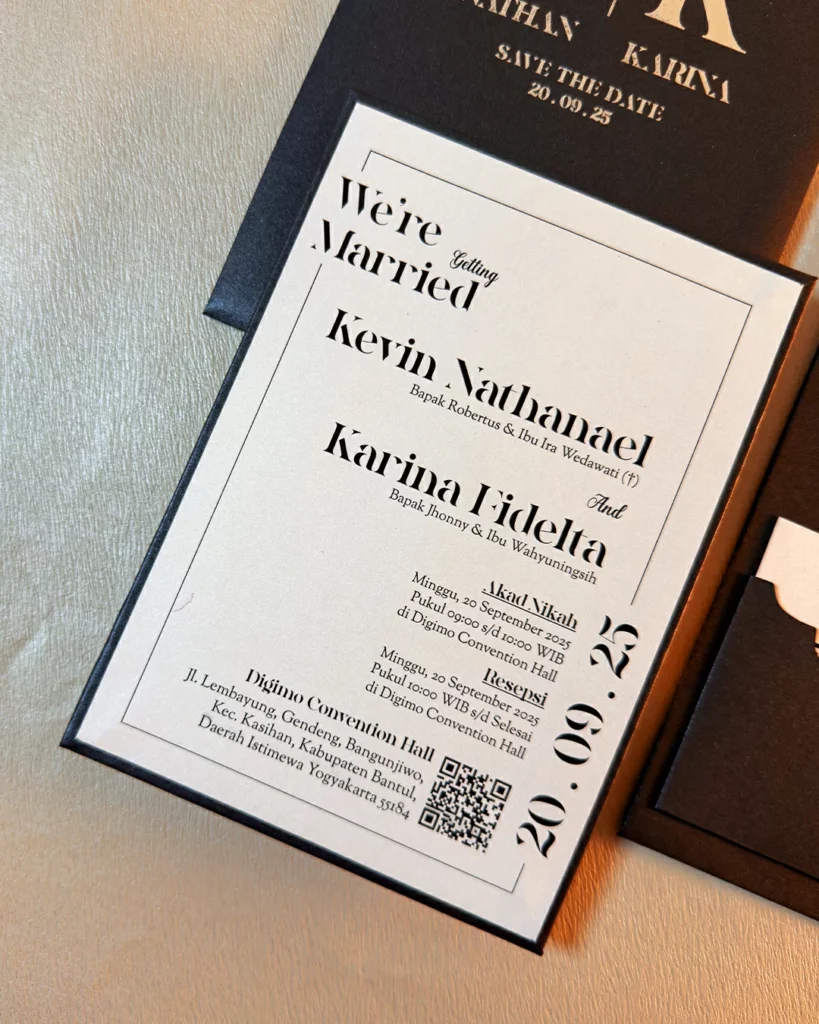 NATHAN
K
KARINA
SAVE THE DATE
20.09.25
We're
Getting
Married
Kevin Nathanael
Bapak Robertus & Ibu Ira Wedawati (†)
And
Karina Fidelta
Bapak Jhonny & Ibu Wahyuningsih
Akad Nikah
Minggu, 20 September 2025
Pukul 09:00 s/d 10:00 WIB
di Digimo Convention Hall
Resepsi
Minggu, 20 September 2025
Pukul 10:00 WIB s/d Selesai
di Digimo Convention Hall
Digimo Convention Hall
Jl. Lembayung, Gendeng, Bangunjiwo,
Kec. Kasihan, Kabupaten Bantul,
Daerah Istimewa Yogyakarta 55184
20.09.25